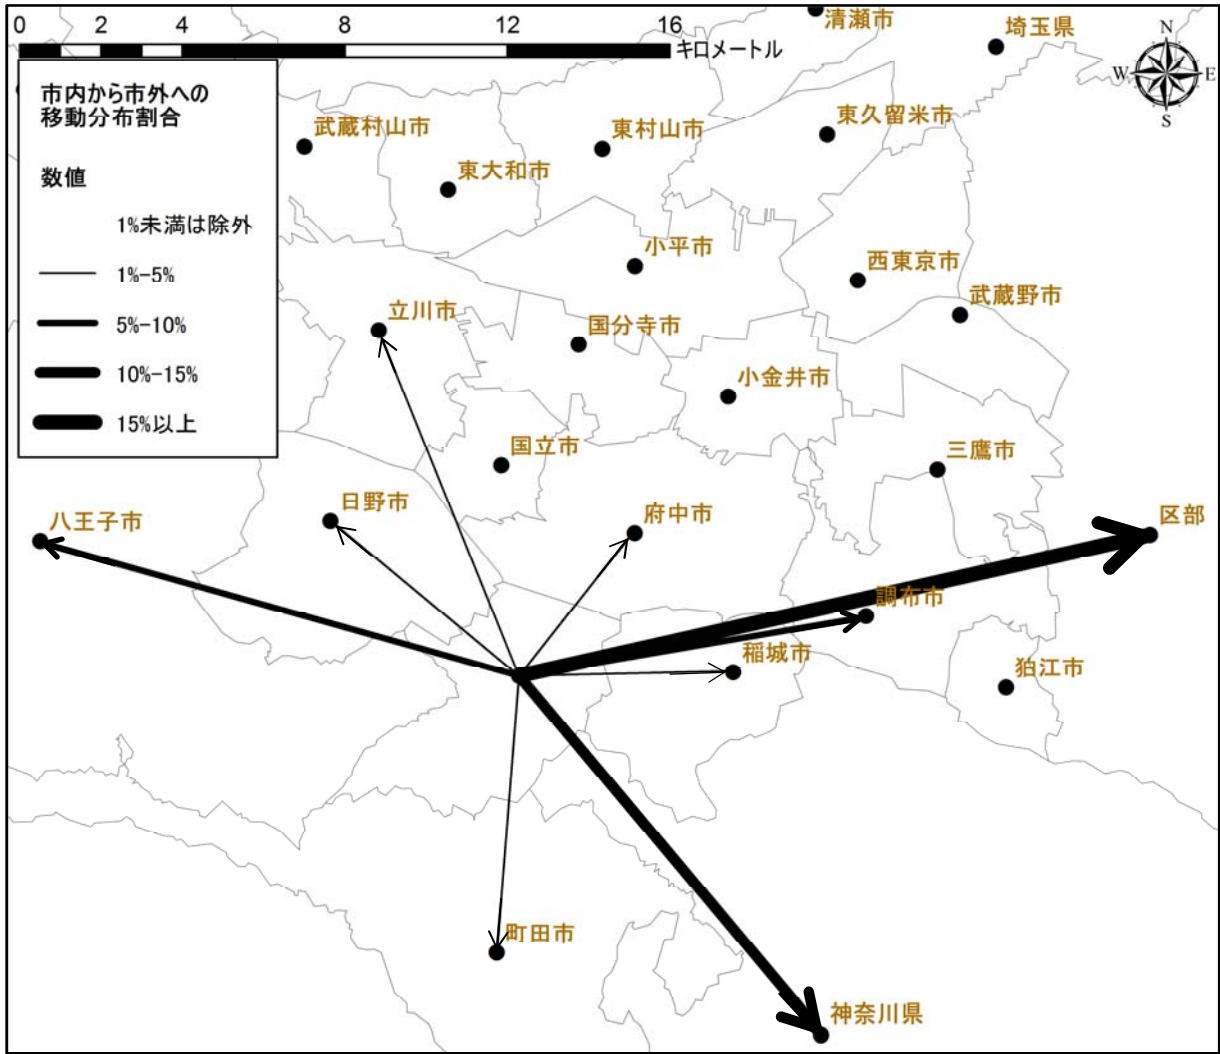 0 2 4 8 12 16
キロメートル
清瀬市
埼玉県
N
W E
S
市内から市外への
移動分布割合
数値
1%未満は除外
1%-5%
5%-10%
10%-15%
15%以上
武蔵村山市
東村山市
東久留米市
東大和市
小平市
西東京市
武蔵野市
立川市
国分寺市
小金井市
国立市
三鷹市
八王子市
日野市
府中市
区部
調布市
稲城市
狛江市
町田市
神奈川県